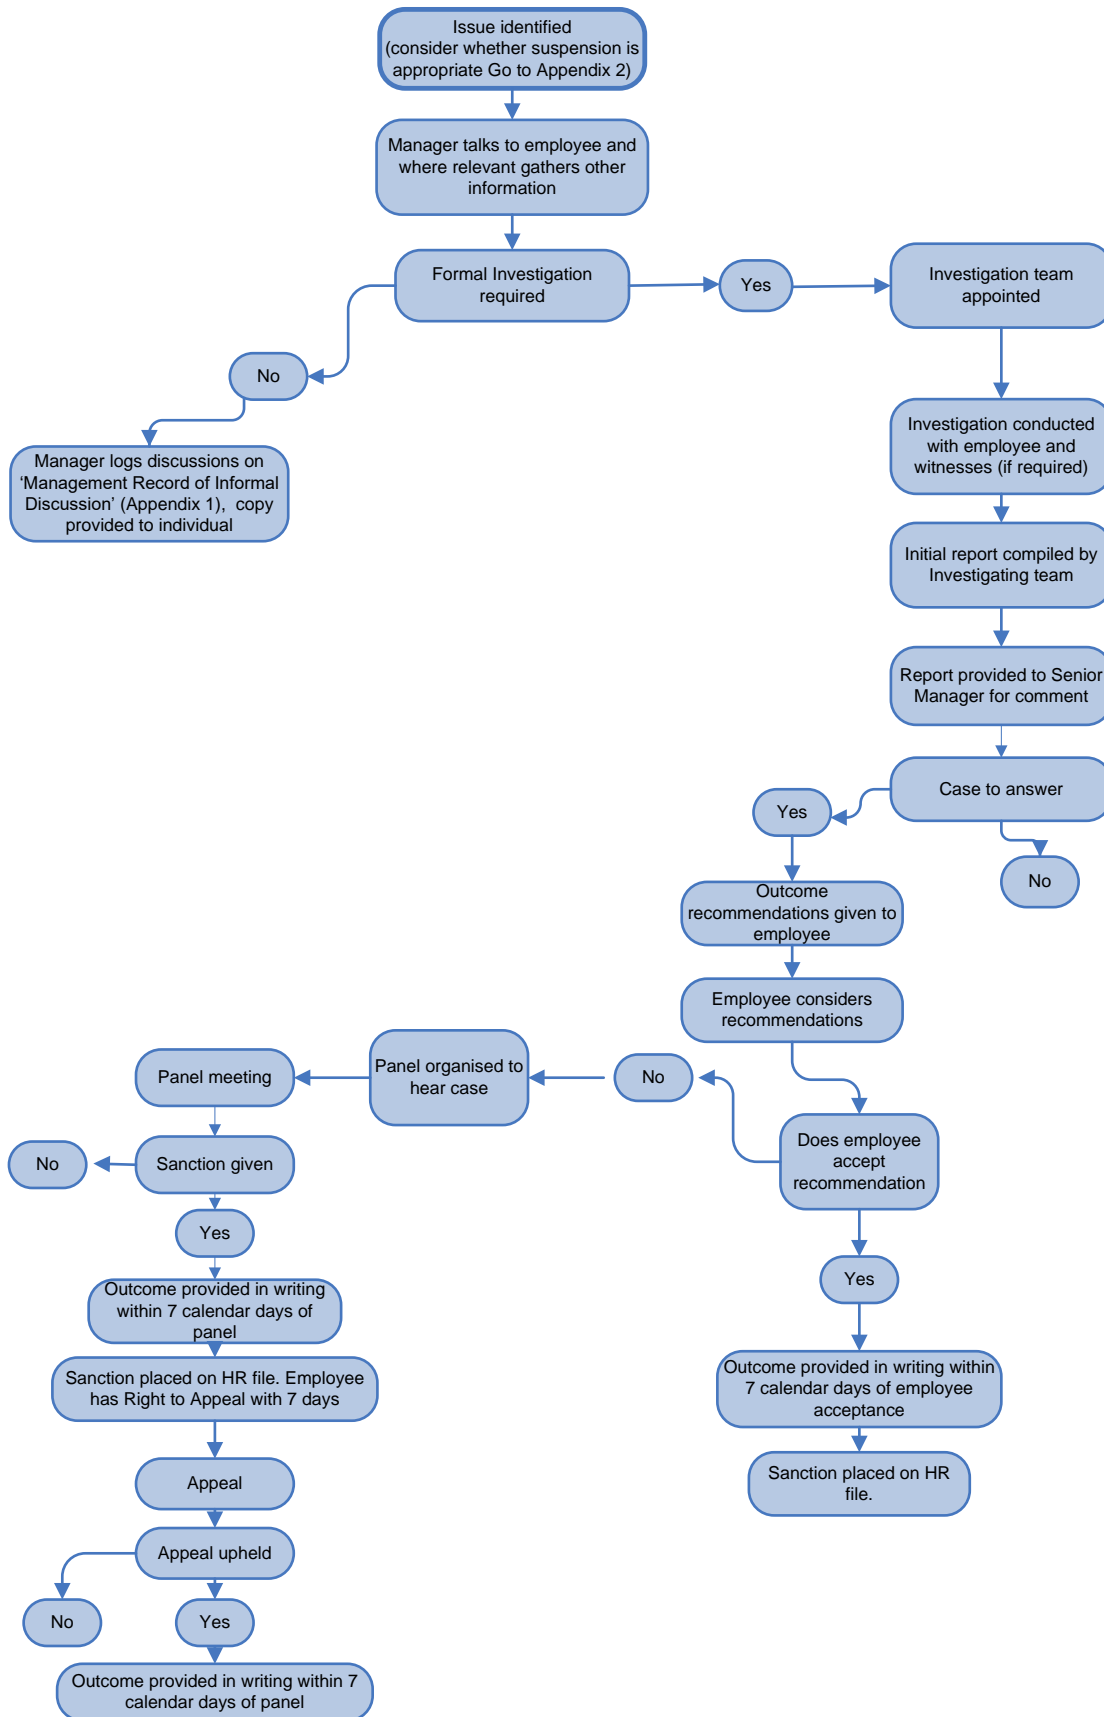 Issue identified
(consider whether suspension is
appropriate Go to Appendix 2)
Manager talks to employee and
where relevant gathers other
information
Formal Investigation
required
Yes
Investigation team
appointed
No
Manager logs discussions on
‘Management Record of Informal
Discussion’ (Appendix 1),  copy
provided to individual
Investigation conducted
with employee and
witnesses (if required)
Initial report compiled by
Investigating team
Report provided to Senior
Manager for comment
Case to answer
Yes
No
Outcome
recommendations given to
employee
Employee considers
recommendations
Does employee
accept
recommendation
No
Panel organised to
hear case
Panel meeting
Sanction given
No
Yes
Outcome provided in writing
within 7 calendar days of
panel
Sanction placed on HR file. Employee
has Right to Appeal with 7 days
Appeal
Appeal upheld
No
Yes
Outcome provided in writing within 7
calendar days of panel
Yes
Outcome provided in writing within
7 calendar days of employee
acceptance
Sanction placed on HR
file.